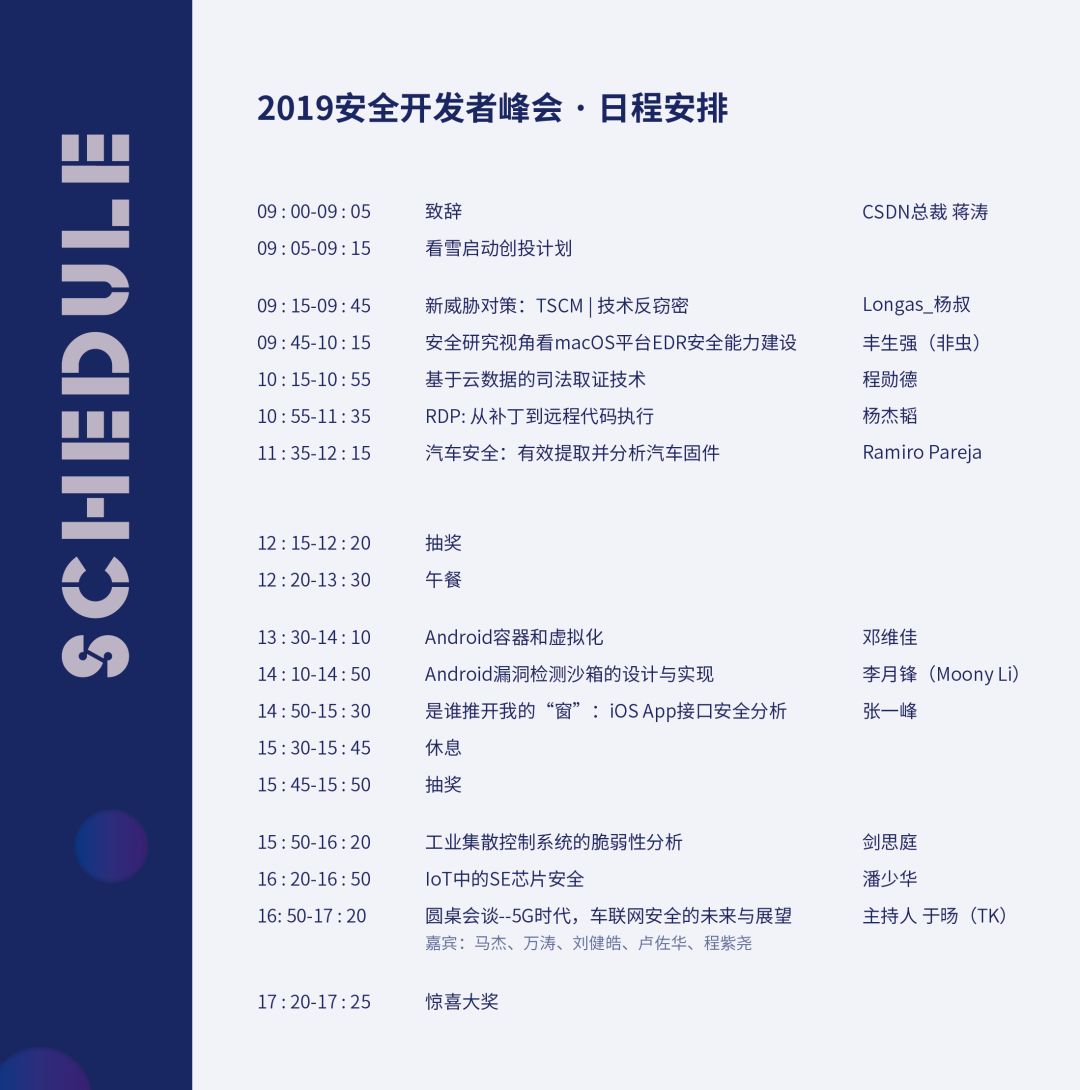 SCHEDULE
2019安全开发者峰会 · 日程安排
09 : 00-09 : 05 致辞 CSDN总裁 蒋涛
09 : 05-09 : 15 看雪启动创投计划
09 : 15-09 : 45 新威胁对策：TSCM | 技术反窃密 Longas_杨叔
09 : 45-10 : 15 安全研究视角看macOS平台EDR安全能力建设 丰生强（非虫）
10 : 15-10 : 55 基于云数据的司法取证技术 程勋德
10 : 55-11 : 35 RDP: 从补丁到远程代码执行 杨杰韬
11 : 35-12 : 15 汽车安全：有效提取并分析汽车固件 Ramiro Pareja
12 : 15-12 : 20 抽奖
12 : 20-13 : 30 午餐
13 : 30-14 : 10 Android容器和虚拟化 邓维佳
14 : 10-14 : 50 Android漏洞检测沙箱的设计与实现 李月锋（Moony Li）
14 : 50-15 : 30 是谁推开我的“窗”：iOS App接口安全分析 张一峰
15 : 30-15 : 45 休息
15 : 45-15 : 50 抽奖
15 : 50-16 : 20 工业集散控制系统的脆弱性分析 剑思庭
16 : 20-16 : 50 IoT中的SE芯片安全 潘少华
16: 50-17 : 20 圆桌会谈--5G时代，车联网安全的未来与展望 主持人 于旸（TK）
嘉宾：马杰、万涛、刘健皓、卢佐华、程紫尧
17 : 20-17 : 25 惊喜大奖